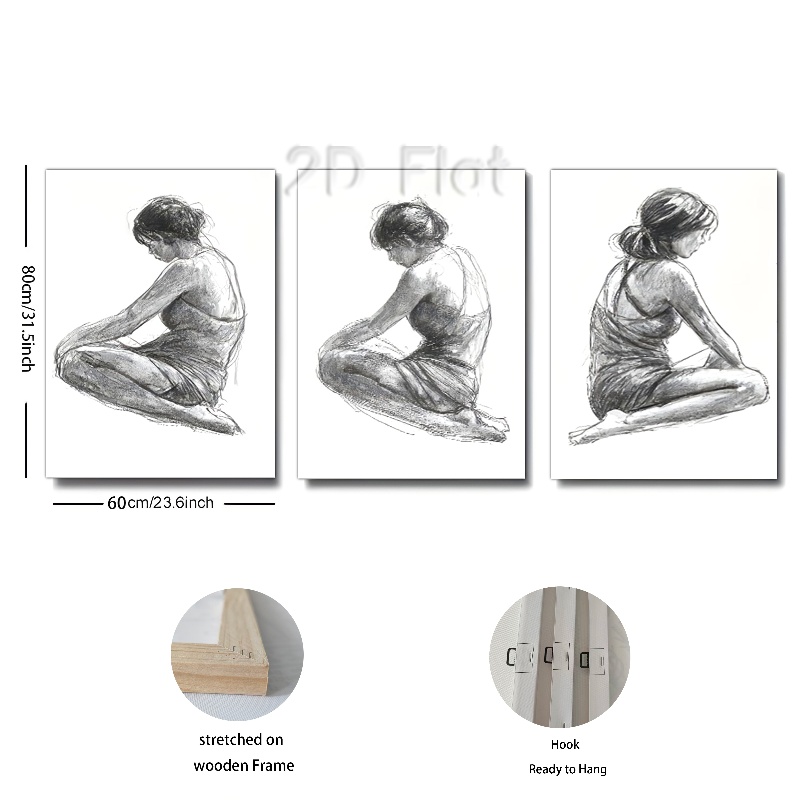 2D Flat
80cm/31.5inch
60cm/23.6inch
stretched on
wooden Frame
Hook
Ready to Hang